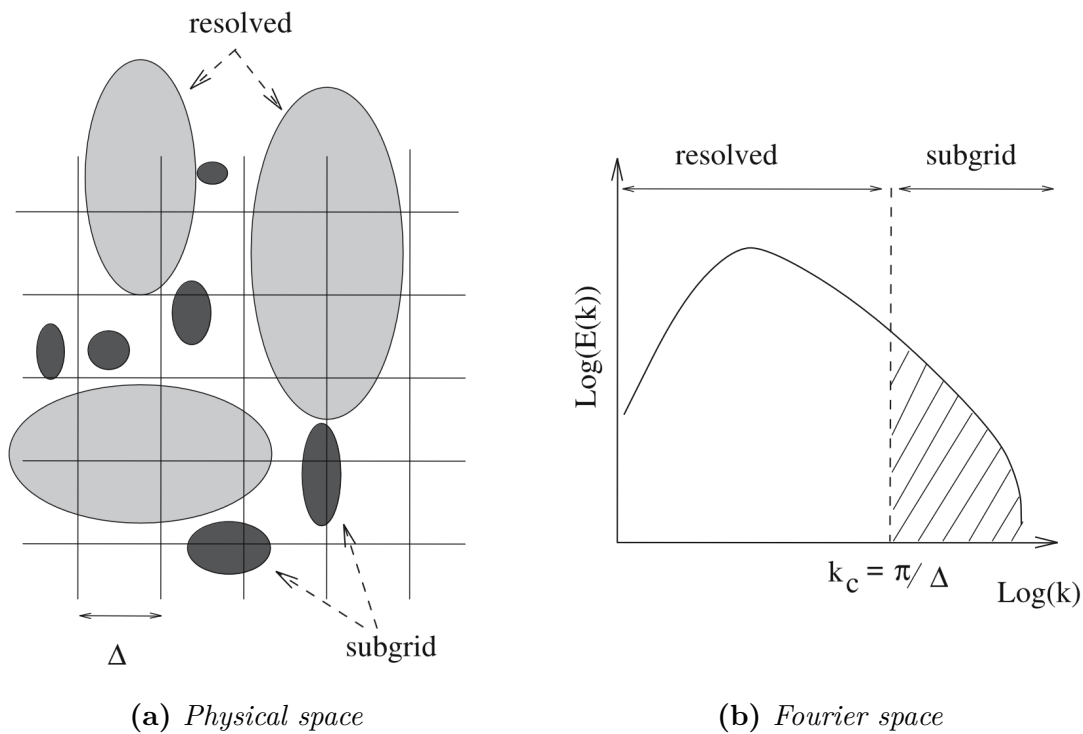 resolved
Δ
subgrid
(a) Physical space
resolved
subgrid
Log(E(k))
k_c = π/Δ
Log(k)
(b) Fourier space